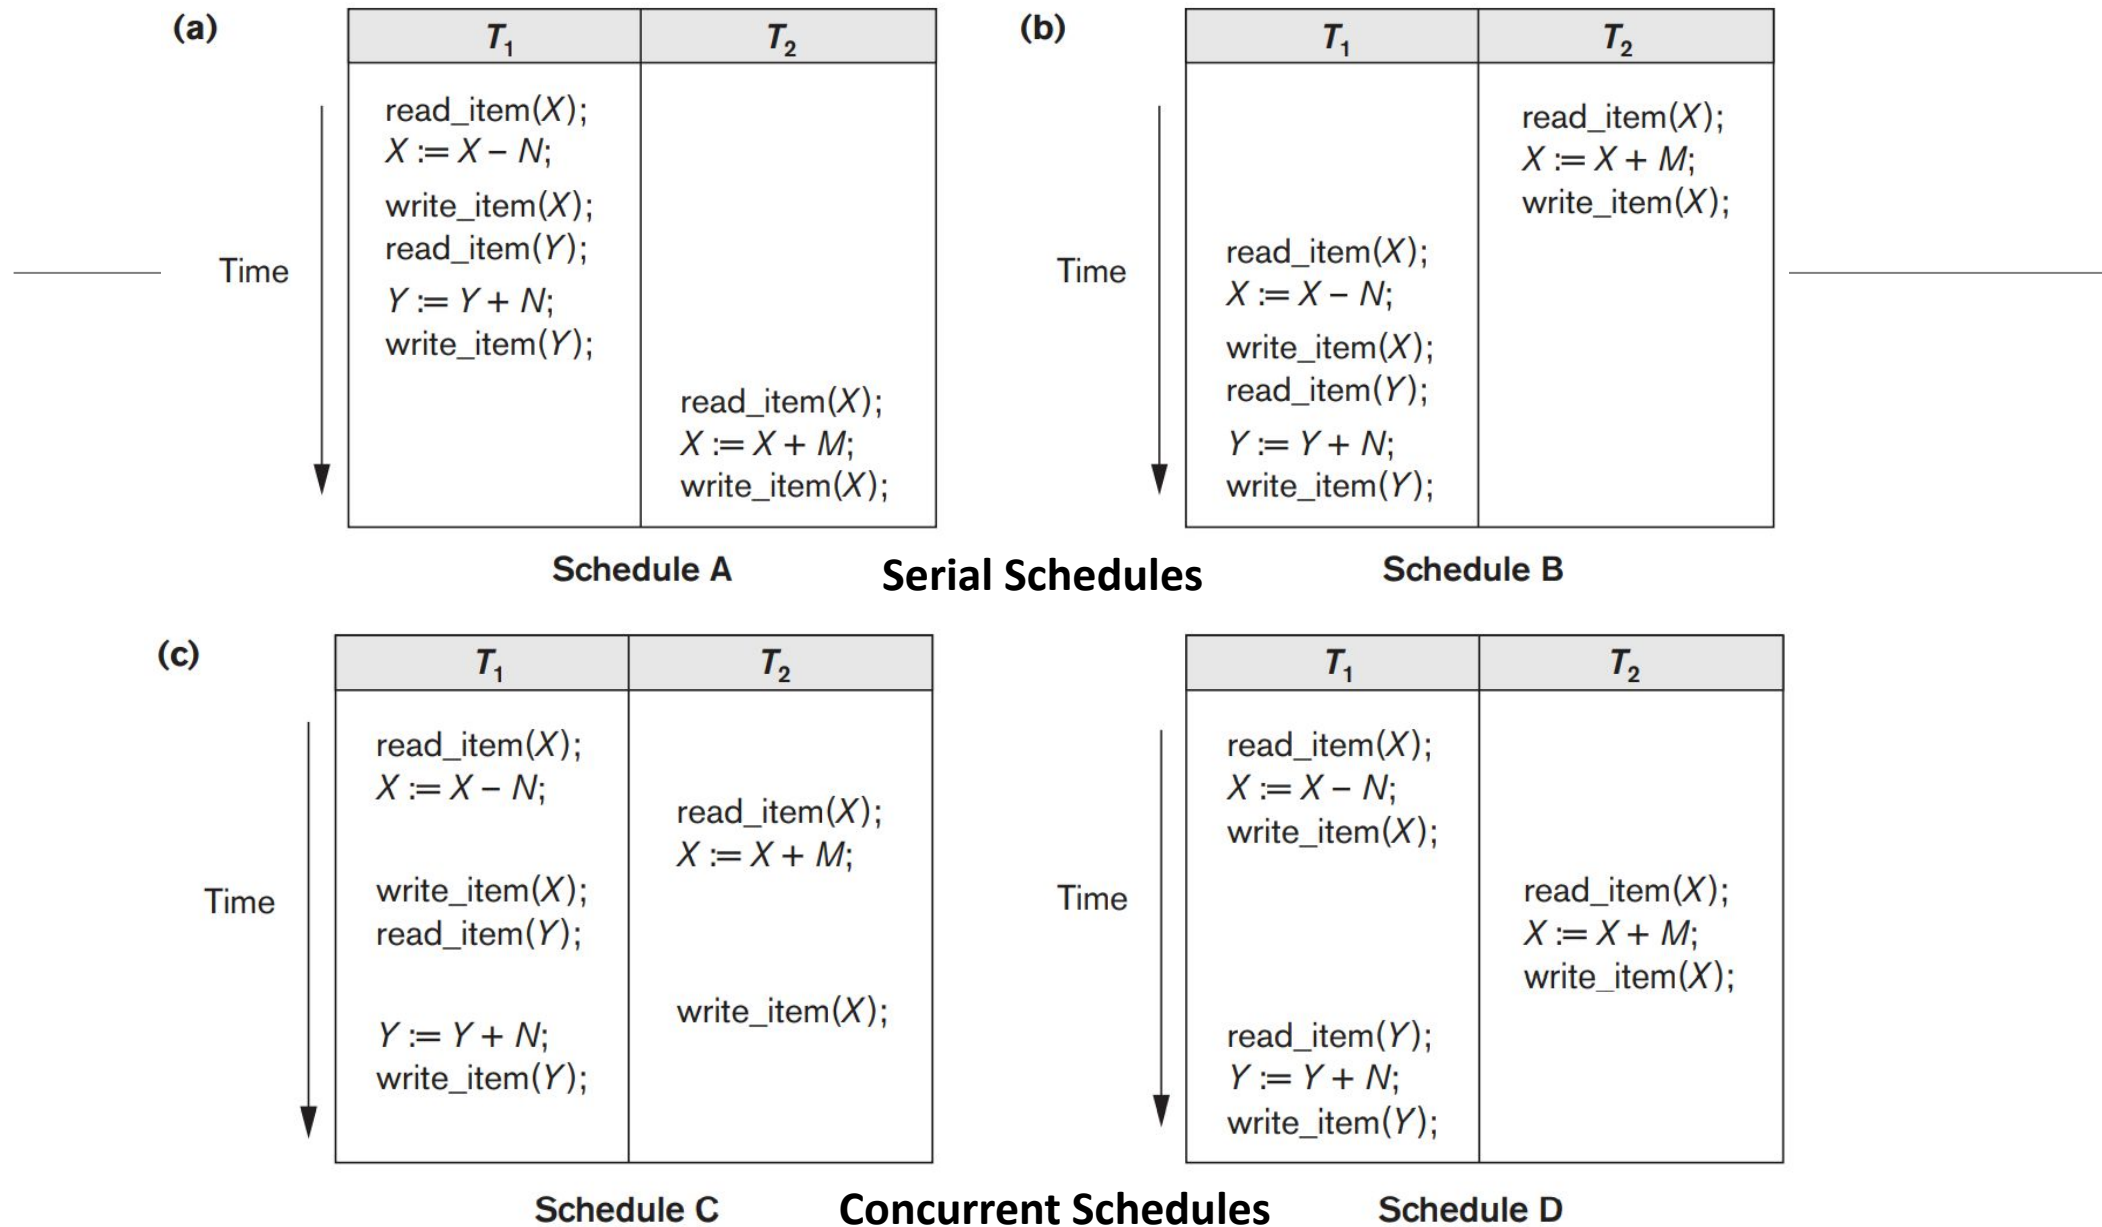 (a)
T1 T2
read_item(X);
X := X – N;
write_item(X);
read_item(Y);
Time
Y := Y + N;
write_item(Y);
read_item(X);
X := X + M;
write_item(X);
Schedule A
(b)
T1 T2
read_item(X);
X := X + M;
write_item(X);
Time
read_item(X);
X := X – N;
write_item(X);
read_item(Y);
Y := Y + N;
write_item(Y);
Schedule B
Serial Schedules
(c)
T1 T2
read_item(X);
X := X – N;
read_item(X);
X := X + M;
Time
write_item(X);
read_item(Y);
write_item(X);
Y := Y + N;
write_item(Y);
Schedule C
T1 T2
read_item(X);
X := X – N;
write_item(X);
Time
read_item(X);
X := X + M;
write_item(X);
read_item(Y);
Y := Y + N;
write_item(Y);
Schedule D
Concurrent Schedules